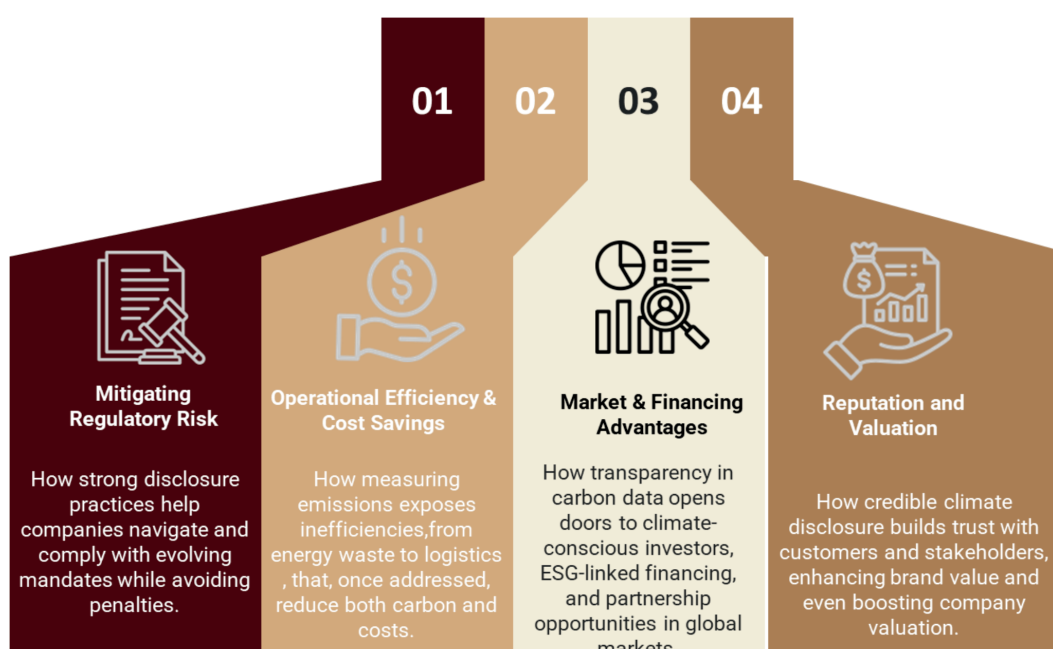 01
02
03
04
Mitigating
Regulatory Risk
How strong disclosure
practices help
companies navigate and
comply with evolving
mandates while avoiding
penalties.
Operational Efficiency &
Cost Savings
How measuring
emissions exposes
inefficiencies,from
energy waste to logistics
, that, once addressed,
reduce both carbon and
costs.
Market & Financing
Advantages
How transparency in
carbon data opens
doors to climate-
conscious investors,
ESG-linked financing,
and partnership
opportunities in global
markets.
Reputation and
Valuation
How credible climate
disclosure builds trust with
customers and stakeholders,
enhancing brand value and
even boosting company
valuation.